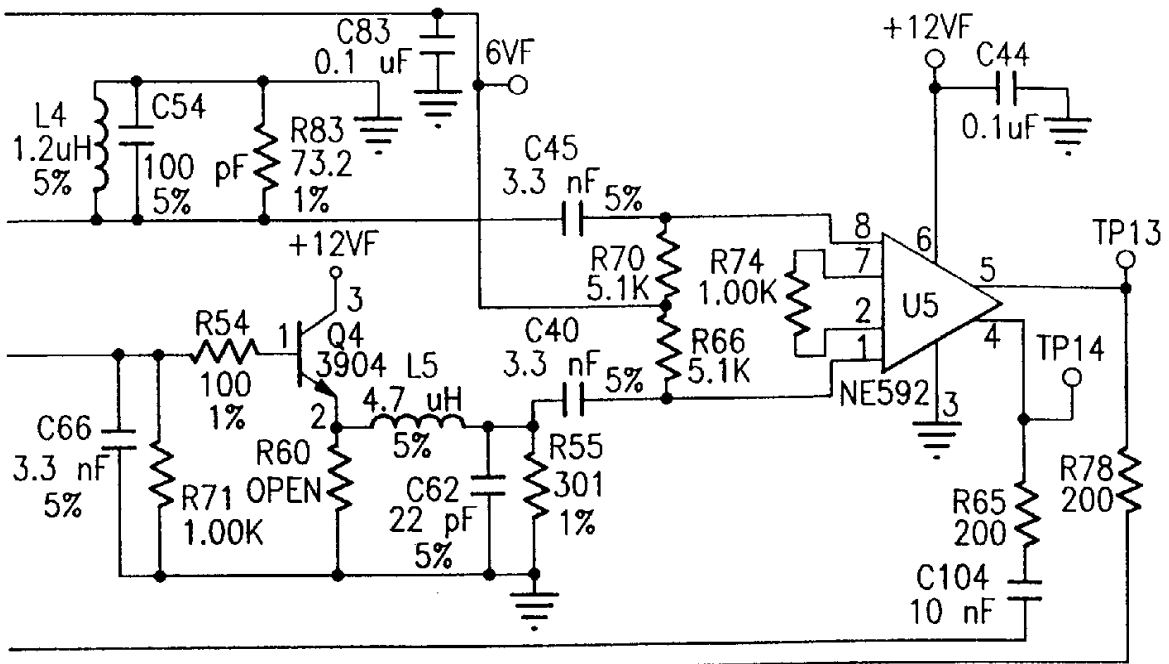 C83
0.1 uF
6VF
+12VF
C44
0.1uF
L4
1.2uH
5%
C54
100 pF
5%
R83
73.2
1%
C45
3.3 nF
5%
+12VF
3
R54
100
1%
1
Q4
3904
2
L5
4.7 uH
5%
R70
5.1K
R74
1.00K
C40
3.3 nF
5%
R66
5.1K
8
7
2
1
6
U5
5
4
3
NE592
TP13
TP14
C66
3.3 nF
5%
R71
1.00K
R60
OPEN
C62
22 pF
5%
R55
301
1%
R65
200
R78
200
C104
10 nF